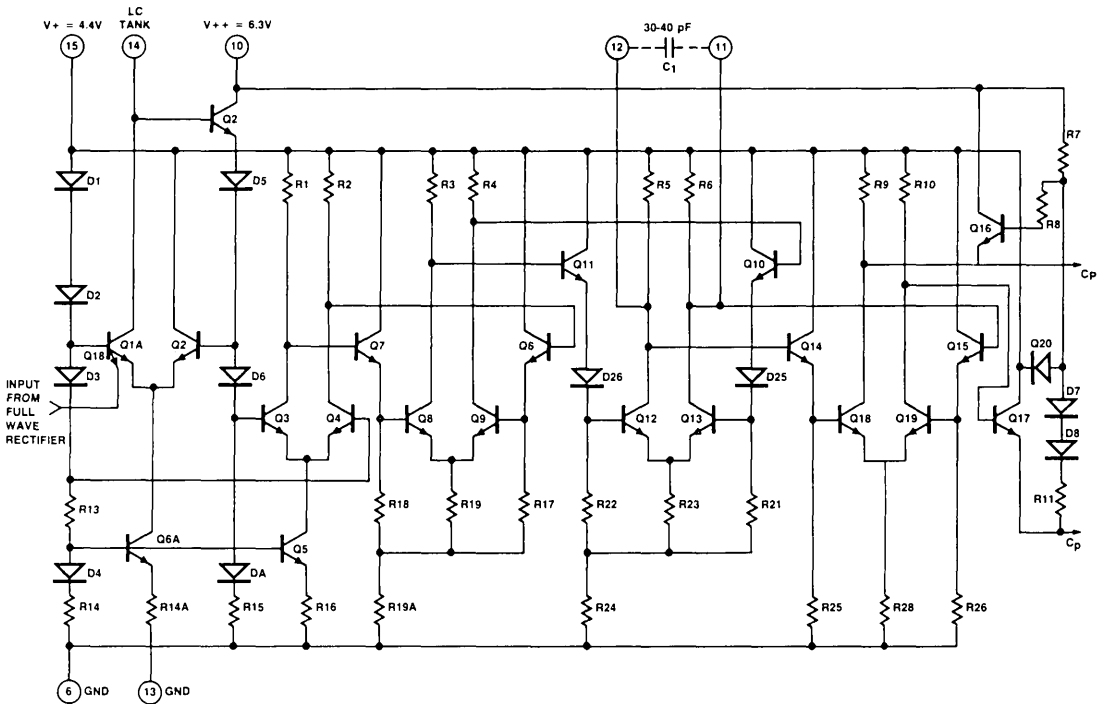 V+ = 4.4V
LC
TANK
V++ = 6.3V
15
14
10
12
30-40 pF
C1
11
Q2
R7
D1
D5
R1
R2
R3
R4
R5
R6
R9
R10
Q16
R8
Q11
Q10
Cp
D2
Q1A
Q2
Q7
Q6
Q14
Q15
Q20
Q18
D3
D6
D26
D25
D7
INPUT
FROM
FULL
WAVE
RECTIFIER
Q3
Q4
Q8
Q9
Q12
Q13
Q18
Q19
Q17
D8
R13
R18
R19
R17
R22
R23
R21
R11
Q6A
Q5
Cp
D4
DA
R14
R14A
R15
R16
R19A
R24
R25
R28
R26
6
GND
13
GND